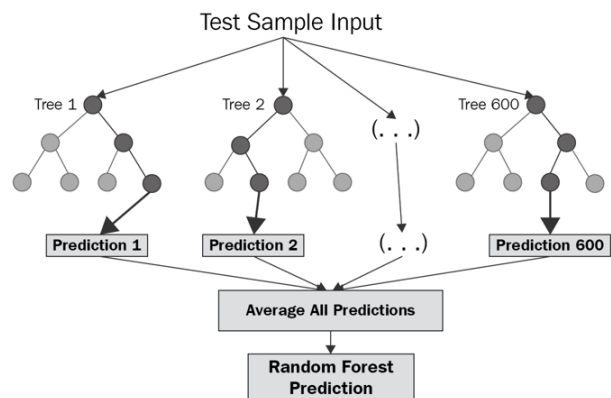 Test Sample Input
Tree 1
Tree 2
Tree 600
(. . .)
Prediction 1
Prediction 2
(. . .)
Prediction 600
Average All Predictions
Random Forest
Prediction